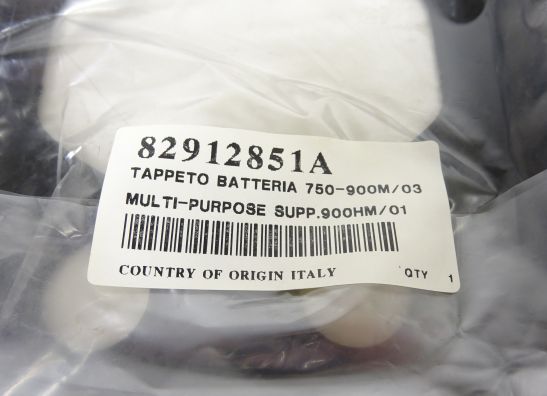 82912851A
TAPPETO BATTERIA 750-900M/03
MULTI-PURPOSE SUPP.900HM/01
COUNTRY OF ORIGIN ITALY QTY 1